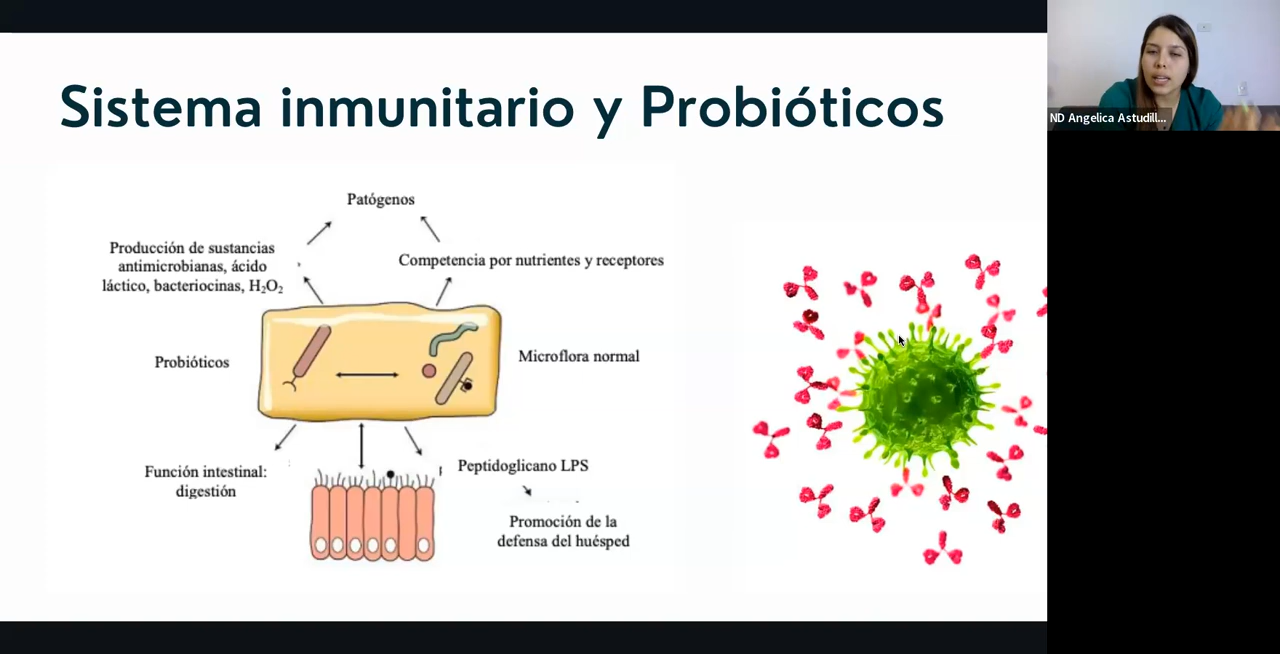 Sistema inmunitario y Probióticos
ND Angelica Astudill...
Patógenos
Producción de sustancias
antimicrobianas, ácido
láctico, bacteriocinas, H₂O₂
Competencia por nutrientes y receptores
Probióticos
Microflora normal
Función intestinal:
digestión
Peptidoglicano LPS
Promoción de la
defensa del huésped